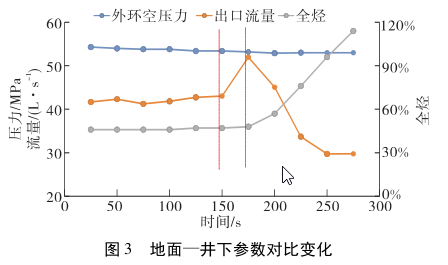 外环空压力 出口流量 全烃
60 120%
50 90%
40 60%
30 30%
20 0%
压力/MPa
流量/(L·s⁻¹)
全烃
0 50 100 150 200 250 300
时间/s
图 3 地面—井下参数对比变化